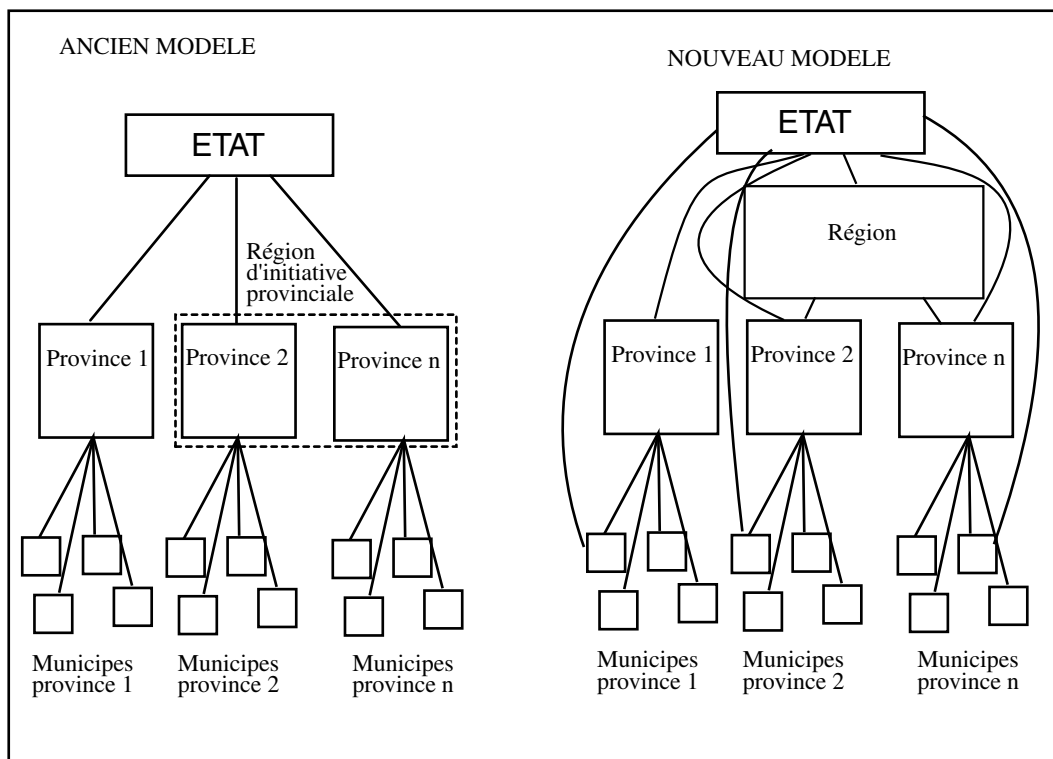 ANCIEN MODELE
ETAT
Région
d'initiative
provinciale
Province 1
Province 2
Province n
Municipes
province 1
Municipes
province 2
Municipes
province n
NOUVEAU MODELE
ETAT
Région
Province 1
Province 2
Province n
Municipes
province 1
Municipes
province 2
Municipes
province n